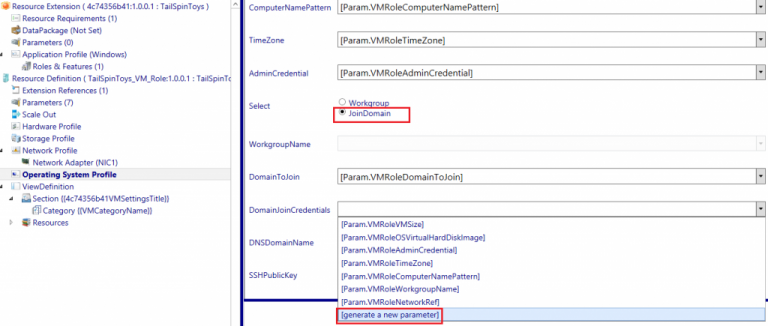 Resource Extension ( 4c74356b41:1.0.0.1 : TailSpinToys )
Resource Requirements (1)
DataPackage (Not Set)
Parameters (0)
Application Profile (Windows)
Roles & Features (1)
Resource Definition ( TailSpinToys_VM_Role:1.0.0.1 : TailSpinTo
Extension References (1)
Parameters (7)
Scale Out
Hardware Profile
Storage Profile
Network Profile
Network Adapter (NIC1)
Operating System Profile
ViewDefinition
Section {{4c74356b41VMSettingsTitle}}
Category {{VMCategoryName}}
Resources
ComputerNamePattern
[Param.VMRoleComputerNamePattern]
TimeZone
[Param.VMRoleTimeZone]
AdminCredential
[Param.VMRoleAdminCredential]
Select
Workgroup
JoinDomain
WorkgroupName
DomainToJoin
[Param.VMRoleDomainToJoin]
DomainJoinCredentials
[Param.VMRoleVMSize]
[Param.VMRoleOSVirtualHardDiskImage]
[Param.VMRoleAdminCredential]
[Param.VMRoleTimeZone]
[Param.VMRoleComputerNamePattern]
[Param.VMRoleWorkgroupName]
[Param.VMRoleNetworkRef]
[generate a new parameter]
DNSDomainName
SSHPublicKey